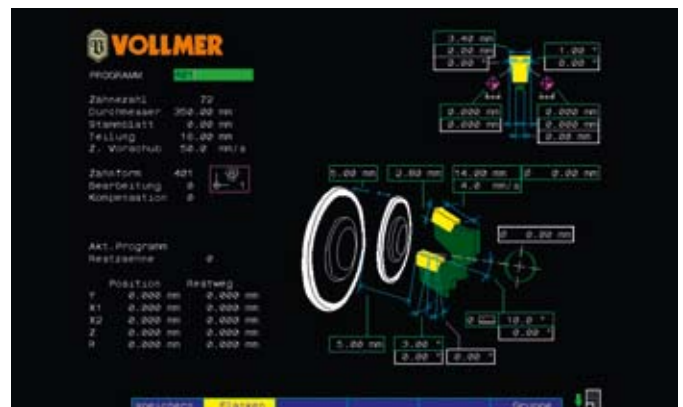 VOLLMER
PROGRAMM 401
Zähnezahl 72
Durchmesser 350.00 mm
Stammblatt 0.00 mm
Teilung 16.00 mm
Z. Vorschub 50.0 mm/s
Zahnform 401
Bearbeitung 0
Kompensation 0
Akt.Programm
Restzaehne 0
Position Restweg
Y 0.000 mm 0.000 mm
X1 0.000 mm 0.000 mm
X2 0.000 mm 0.000 mm
Z 0.000 mm 0.000 mm
R 0.000 mm 0.000 mm
3.40 mm
0.00 mm 1.00 °
0.00 ° 0.00 °
0.000 mm 0.000 mm
0.000 mm 0.000 mm
0.00 mm
5.00 mm 2.80 mm 14.00 mm Ø 0.00 mm
4.0 mm/s
Ø 0.00 mm
0 10.0 °
0.00 °
5.00 mm 3.00 °
0.00 ° 0.00 °
speichern Flanken Gruppe